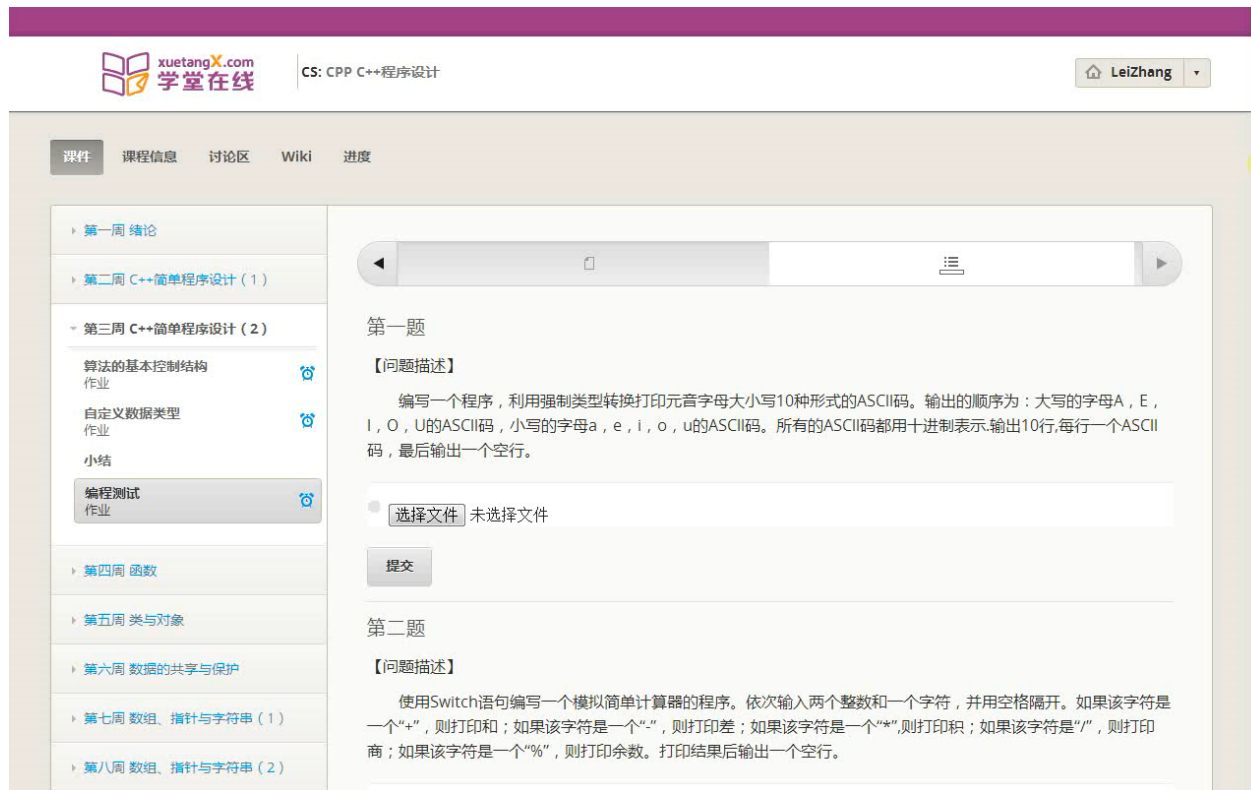 xuetangX.com
学堂在线
CS: CPP C++程序设计
LeiZhang
课件 课程信息 讨论区 Wiki 进度
第一周 绪论
第二周 C++简单程序设计（1）
第三周 C++简单程序设计（2）
算法的基本控制结构
作业
自定义数据类型
作业
小结
编程测试
作业
第四周 函数
第五周 类与对象
第六周 数据的共享与保护
第七周 数组、指针与字符串（1）
第八周 数组、指针与字符串（2）
第一题
【问题描述】
编写一个程序，利用强制类型转换打印元音字母大小写10种形式的ASCII码。输出的顺序为：大写的字母A，E，
I，O，U的ASCII码，小写的字母a，e，i，o，u的ASCII码。所有的ASCII码都用十进制表示.输出10行,每行一个ASCII
码，最后输出一个空行。
选择文件 未选择文件
提交
第二题
【问题描述】
使用Switch语句编写一个模拟简单计算器的程序。依次输入两个整数和一个字符，并用空格隔开。如果该字符是
一个“+”，则打印和；如果该字符是一个“-”，则打印差；如果该字符是一个“*”,则打印积；如果该字符是“/”，则打印
商；如果该字符是一个“%”，则打印余数。打印结果后输出一个空行。